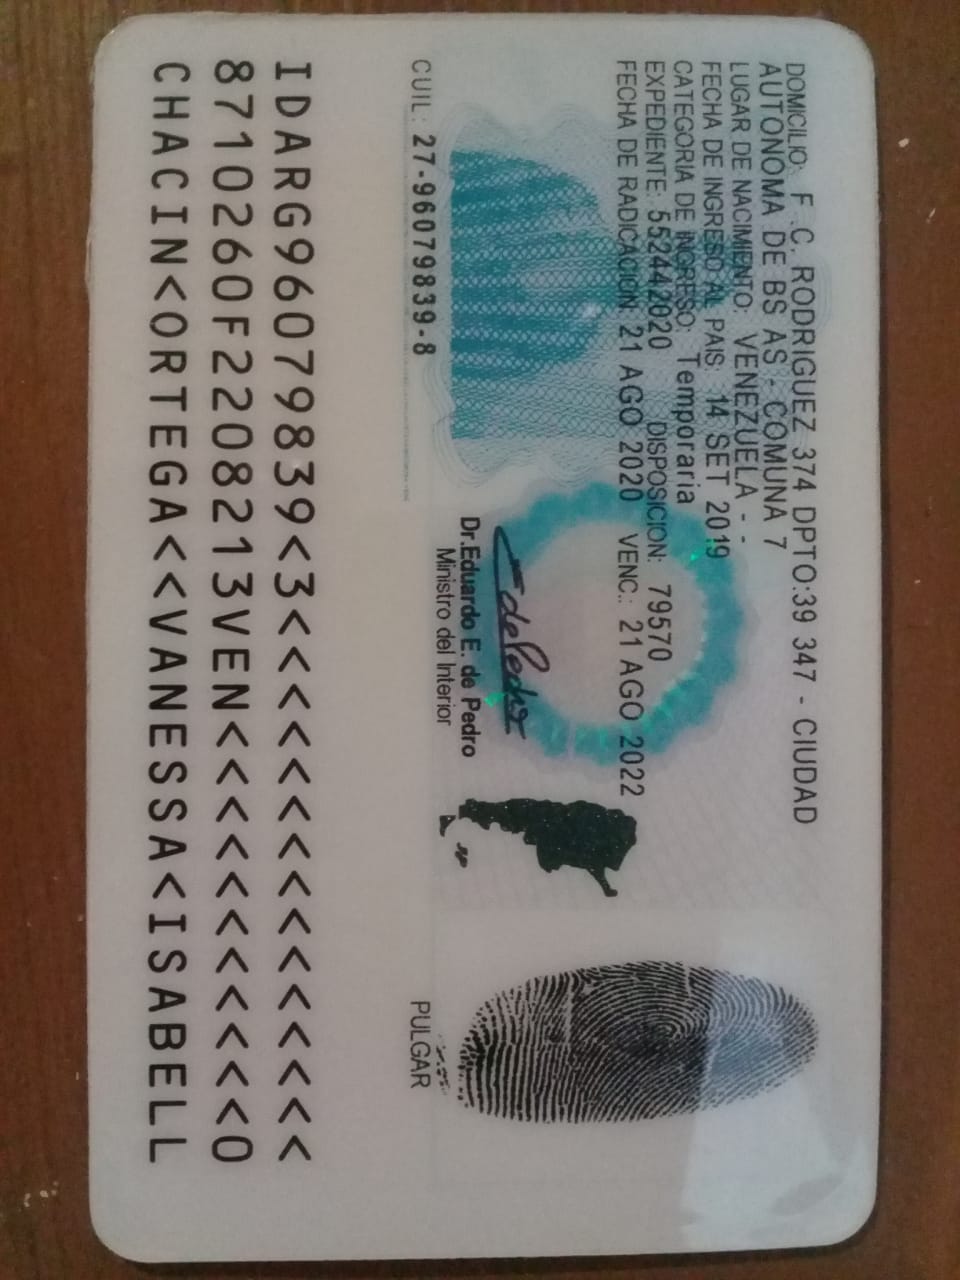 DOMICILIO: F .C. RODRIGUEZ 374 DPTO:39 347 - CIUDAD
AUTONOMA DE BS AS - COMUNA 7
LUGAR DE NACIMIENTO: VENEZUELA - -
FECHA DE INGRESO AL PAIS: 14 SET 2019
CATEGORIA DE INGRESO: Temporaria
EXPEDIENTE: 552442020 DISPOSICION: 79570
FECHA DE RADICACION: 21 AGO 2020 VENC.: 21 AGO 2022
Edepedro
Dr.Eduardo E. de Pedro
Ministro del Interior
CUIL: 27-96079839-8
PULGAR
IDARG96079839<3<<<<<<<<<<<<<<<
8710260F2208213VEN<<<<<<<<<<<0
CHACIN<ORTEGA<<VANESSA<ISABELL